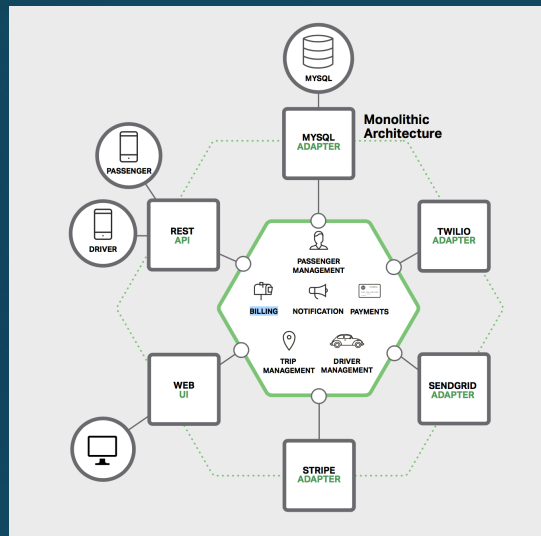 MYSQL
MYSQL
ADAPTER
Monolithic
Architecture
PASSENGER
DRIVER
REST
API
TWILIO
ADAPTER
PASSENGER
MANAGEMENT
BILLING
NOTIFICATION
PAYMENTS
TRIP
MANAGEMENT
DRIVER
MANAGEMENT
WEB
UI
SENDGRID
ADAPTER
STRIPE
ADAPTER